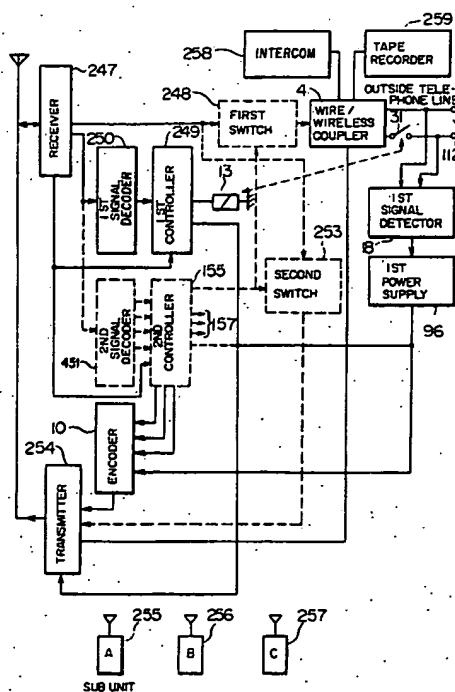 259
258
INTERCOM
TAPE
RECORDER
247
248
4
OUTSIDE TELE-
PHONE LINE
RECEIVER
FIRST
SWITCH
WIRE/
WIRELESS
COUPLER
31
250
249
112
1ST SIGNAL
DECODER
1ST
CONTROLLER
13
1ST
SIGNAL
DETECTOR
18
253
155
SECOND
SWITCH
1ST
POWER
SUPPLY
96
2ND SIGNAL
DECODER
2ND
CONTROLLER
157
451
10
ENCODER
254
TRANSMITTER
255
256
257
A
B
C
SUB UNIT